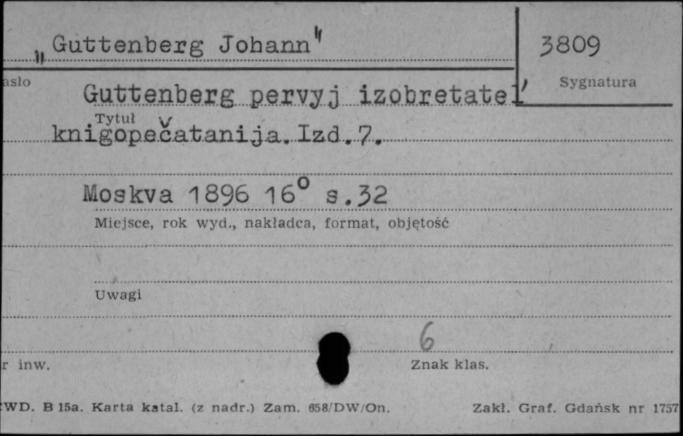 „Guttenberg Johann"
3809
asło
Sygnatura
Guttenberg pervyj izobretatel'
Tytuł
knigopečatanija. Izd.7.
Moskva 1896 16° s.32
Miejsce, rok wyd., nakładca, format, objętość
Uwagi
6
r inw.
Znak klas.
WD. B 15a. Karta katal. (z nadr.) Zam. 658/DW/On.
Zakł. Graf. Gdańsk nr 1757